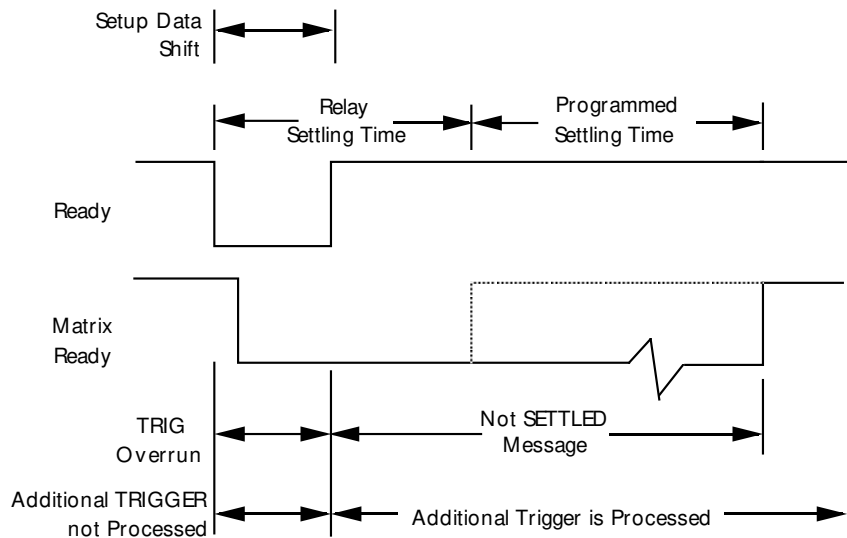 Setup Data
Shift
Relay
Settling Time
Programmed
Settling Time
Ready
Matrix
Ready
TRIG
Overrun
Not SETTLED
Message
Additional TRIGGER
not Processed
Additional Trigger is Processed